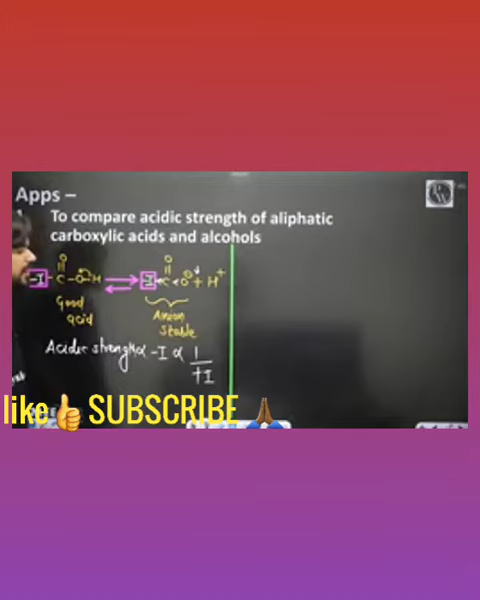 Apps –
To compare acidic strength of aliphatic
carboxylic acids and alcohols
O O
-I - C - O - H ⇌ -I C O⊖ + H+
Good
acid
Anion
stable
Acidic strength ∝ -I ∝ 1/+I
like👍 SUBSCRIBE 🙏